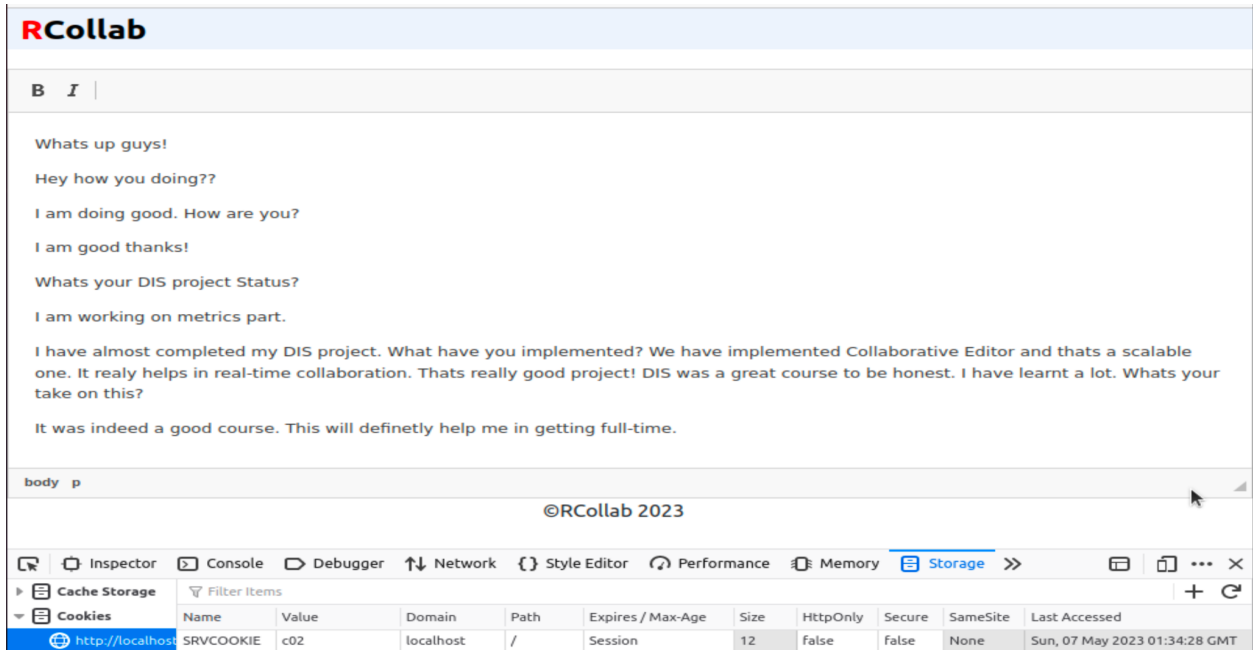 RCollab
B I
Whats up guys!
Hey how you doing??
I am doing good. How are you?
I am good thanks!
Whats your DIS project Status?
I am working on metrics part.
I have almost completed my DIS project. What have you implemented? We have implemented Collaborative Editor and thats a scalable
one. It realy helps in real-time collaboration. Thats really good project! DIS was a great course to be honest. I have learnt a lot. Whats your
take on this?
It was indeed a good course. This will definetly help me in getting full-time.
body p
©RCollab 2023
Inspector Console Debugger Network Style Editor Performance Memory Storage
Cache Storage Filter Items
Cookies Name Value Domain Path Expires / Max-Age Size HttpOnly Secure SameSite Last Accessed
http://localhost SRVCOOKIE c02 localhost / Session 12 false false None Sun, 07 May 2023 01:34:28 GMT